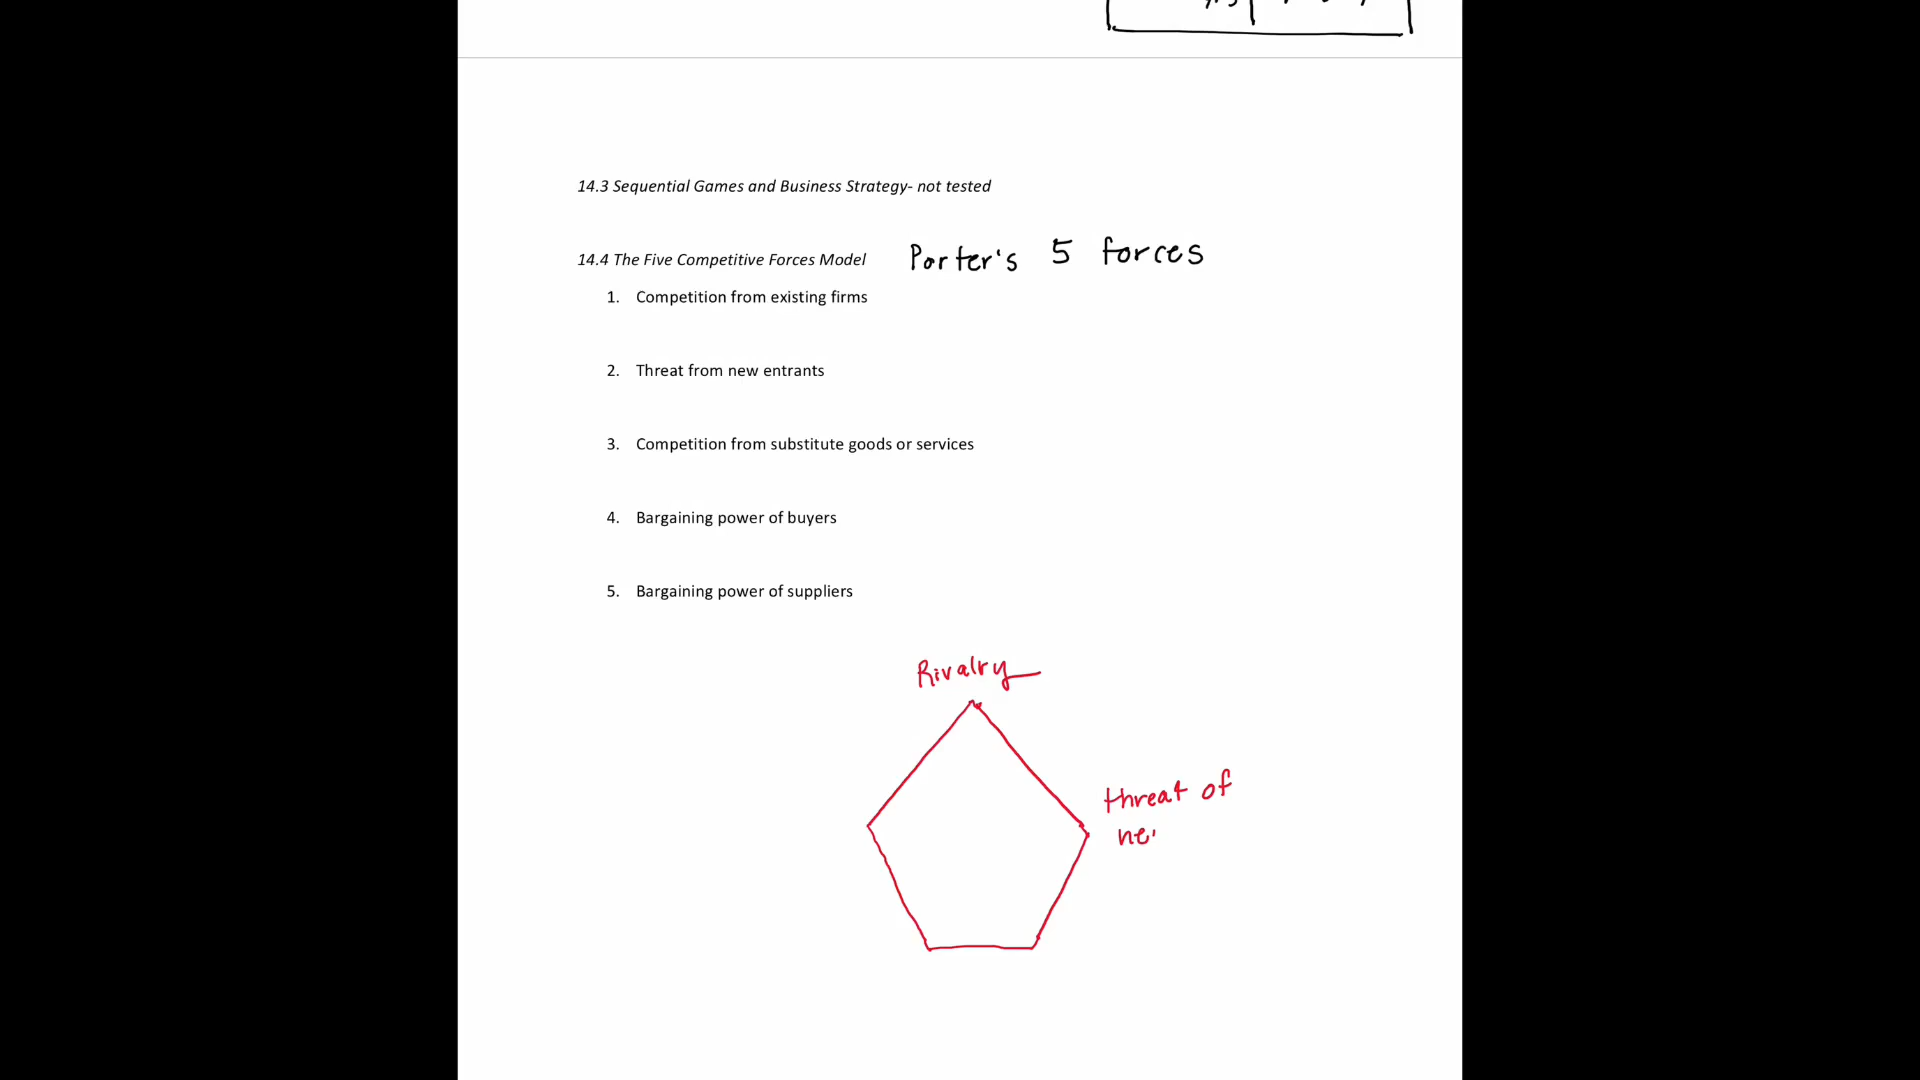 14.3 Sequential Games and Business Strategy- not tested
14.4 The Five Competitive Forces Model Porter's 5 forces
1. Competition from existing firms
2. Threat from new entrants
3. Competition from substitute goods or services
4. Bargaining power of buyers
5. Bargaining power of suppliers
Rivalry
threat of